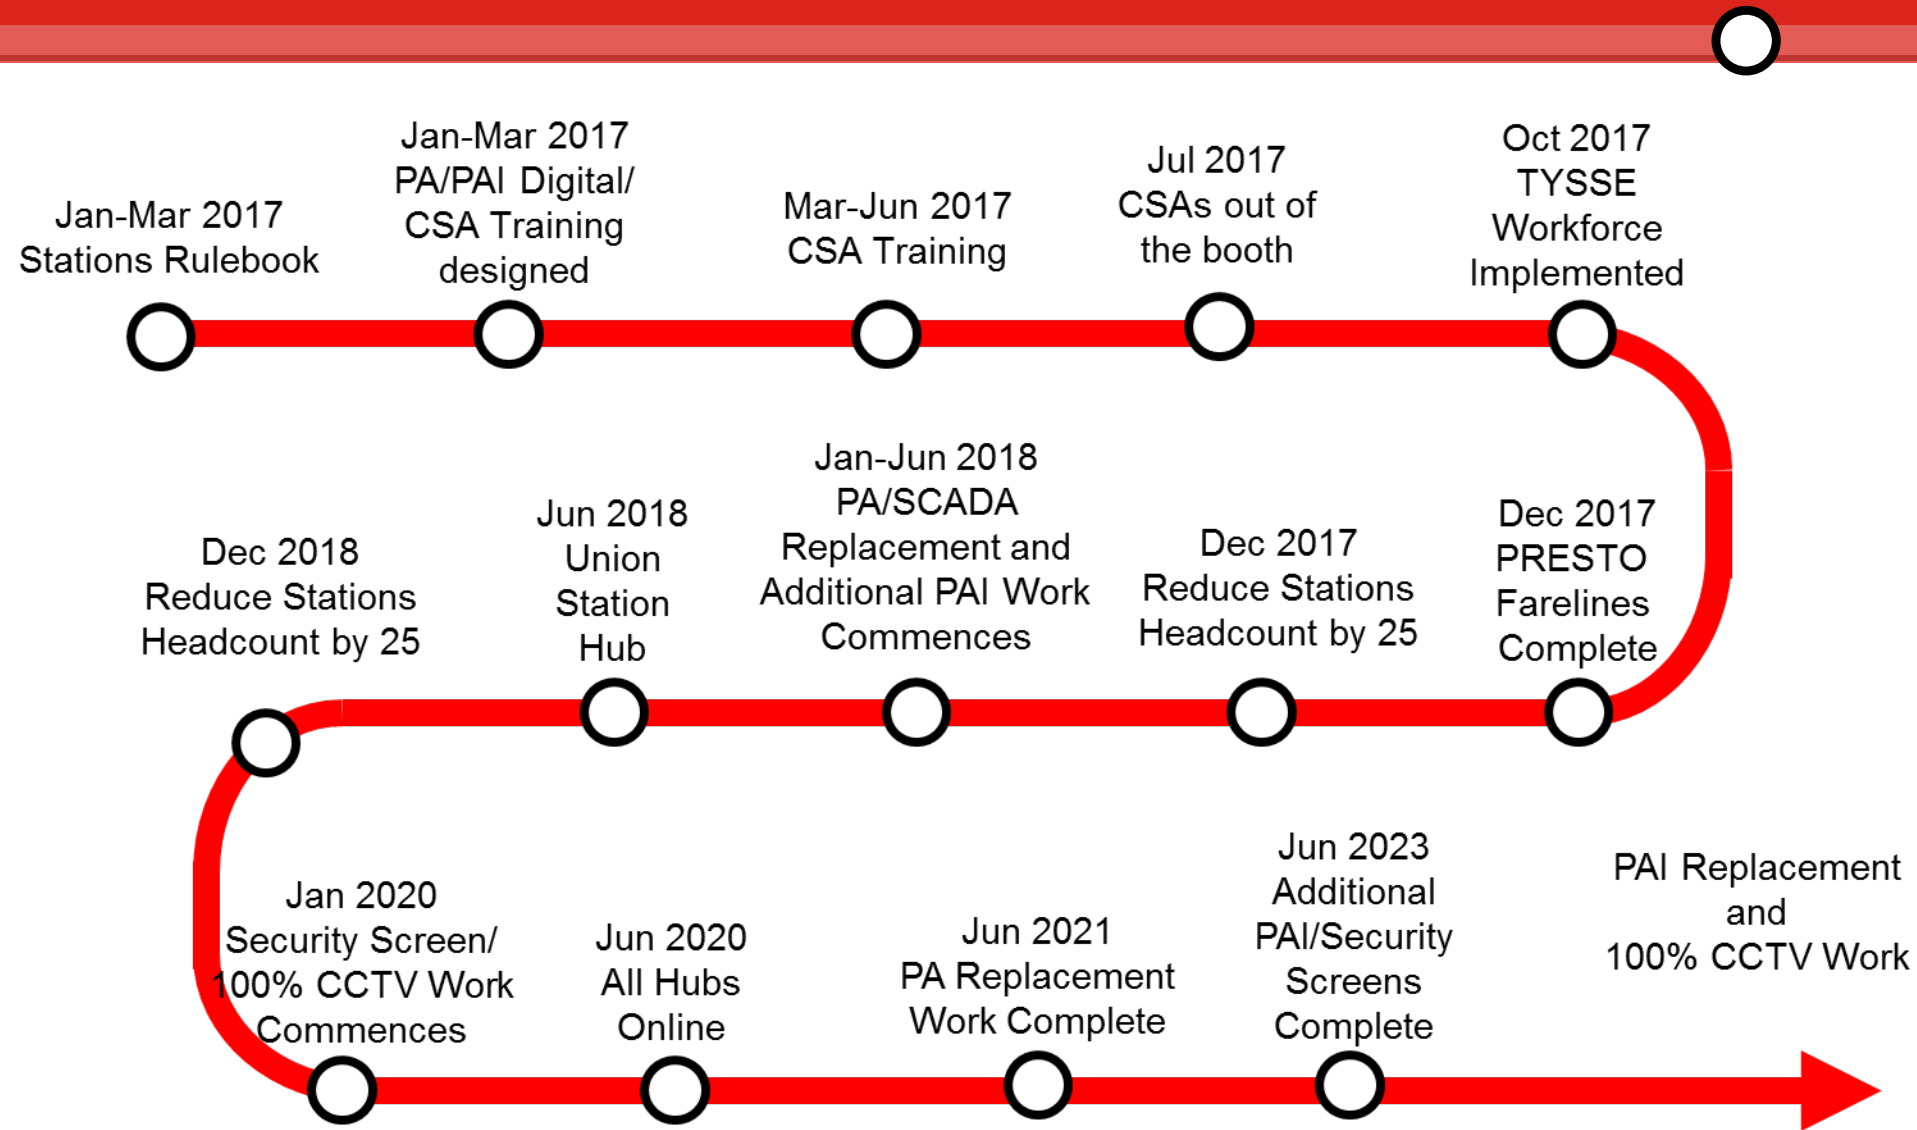 Jan-Mar 2017
Stations Rulebook
Jan-Mar 2017
PA/PAI Digital/
CSA Training
designed
Mar-Jun 2017
CSA Training
Jul 2017
CSAs out of
the booth
Oct 2017
TYSSE
Workforce
Implemented
Dec 2017
PRESTO
Farelines
Complete
Dec 2017
Reduce Stations
Headcount by 25
Jan-Jun 2018
PA/SCADA
Replacement and
Additional PAI Work
Commences
Jun 2018
Union
Station
Hub
Dec 2018
Reduce Stations
Headcount by 25
Jan 2020
Security Screen/
100% CCTV Work
Commences
Jun 2020
All Hubs
Online
Jun 2021
PA Replacement
Work Complete
Jun 2023
Additional
PAI/Security
Screens
Complete
PAI Replacement
and
100% CCTV Work